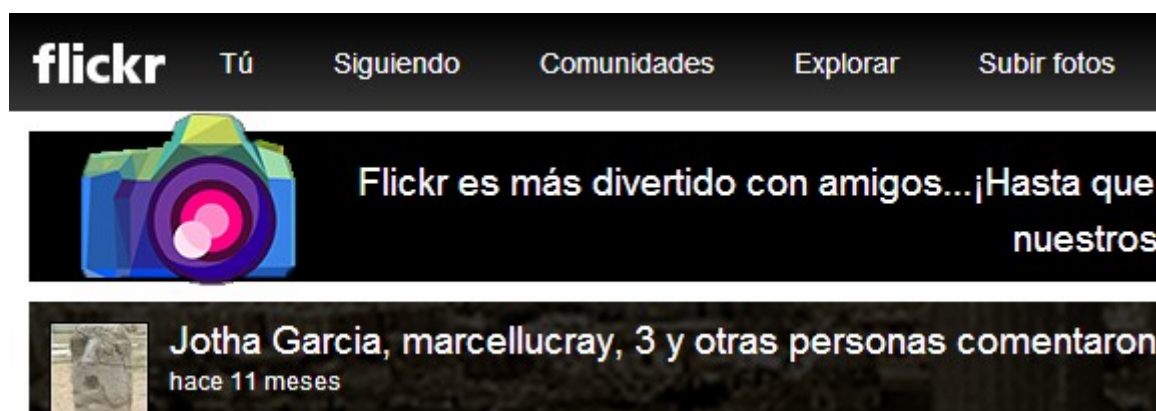 flickr Tú Siguiendo Comunidades Explorar Subir fotos
Flickr es más divertido con amigos...¡Hasta que
nuestros
Jotha Garcia, marcellucray, 3 y otras personas comentaron
hace 11 meses